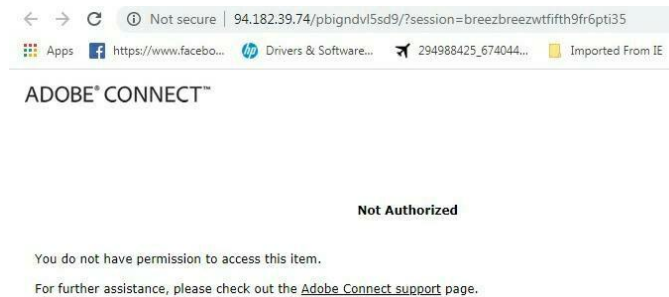 Not secure | 94.182.39.74/pbigndvl5sd9/?session=breezbreezwtfifth9fr6pti35
Apps https://www.facebo... Drivers & Software... 294988425_674044... Imported From IE
ADOBE® CONNECT™
Not Authorized
You do not have permission to access this item.
For further assistance, please check out the Adobe Connect support page.